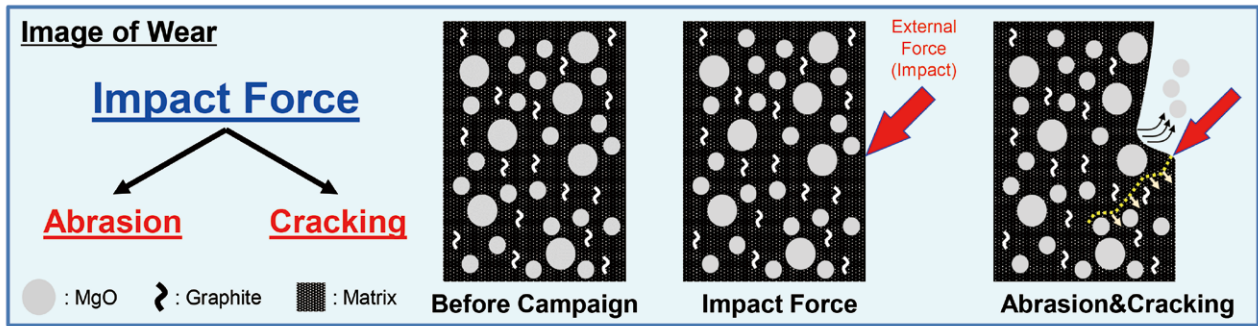 Image of Wear
Impact Force
Abrasion
Cracking
: MgO
: Graphite
: Matrix
Before Campaign
Impact Force
External
Force
(Impact)
Abrasion&Cracking